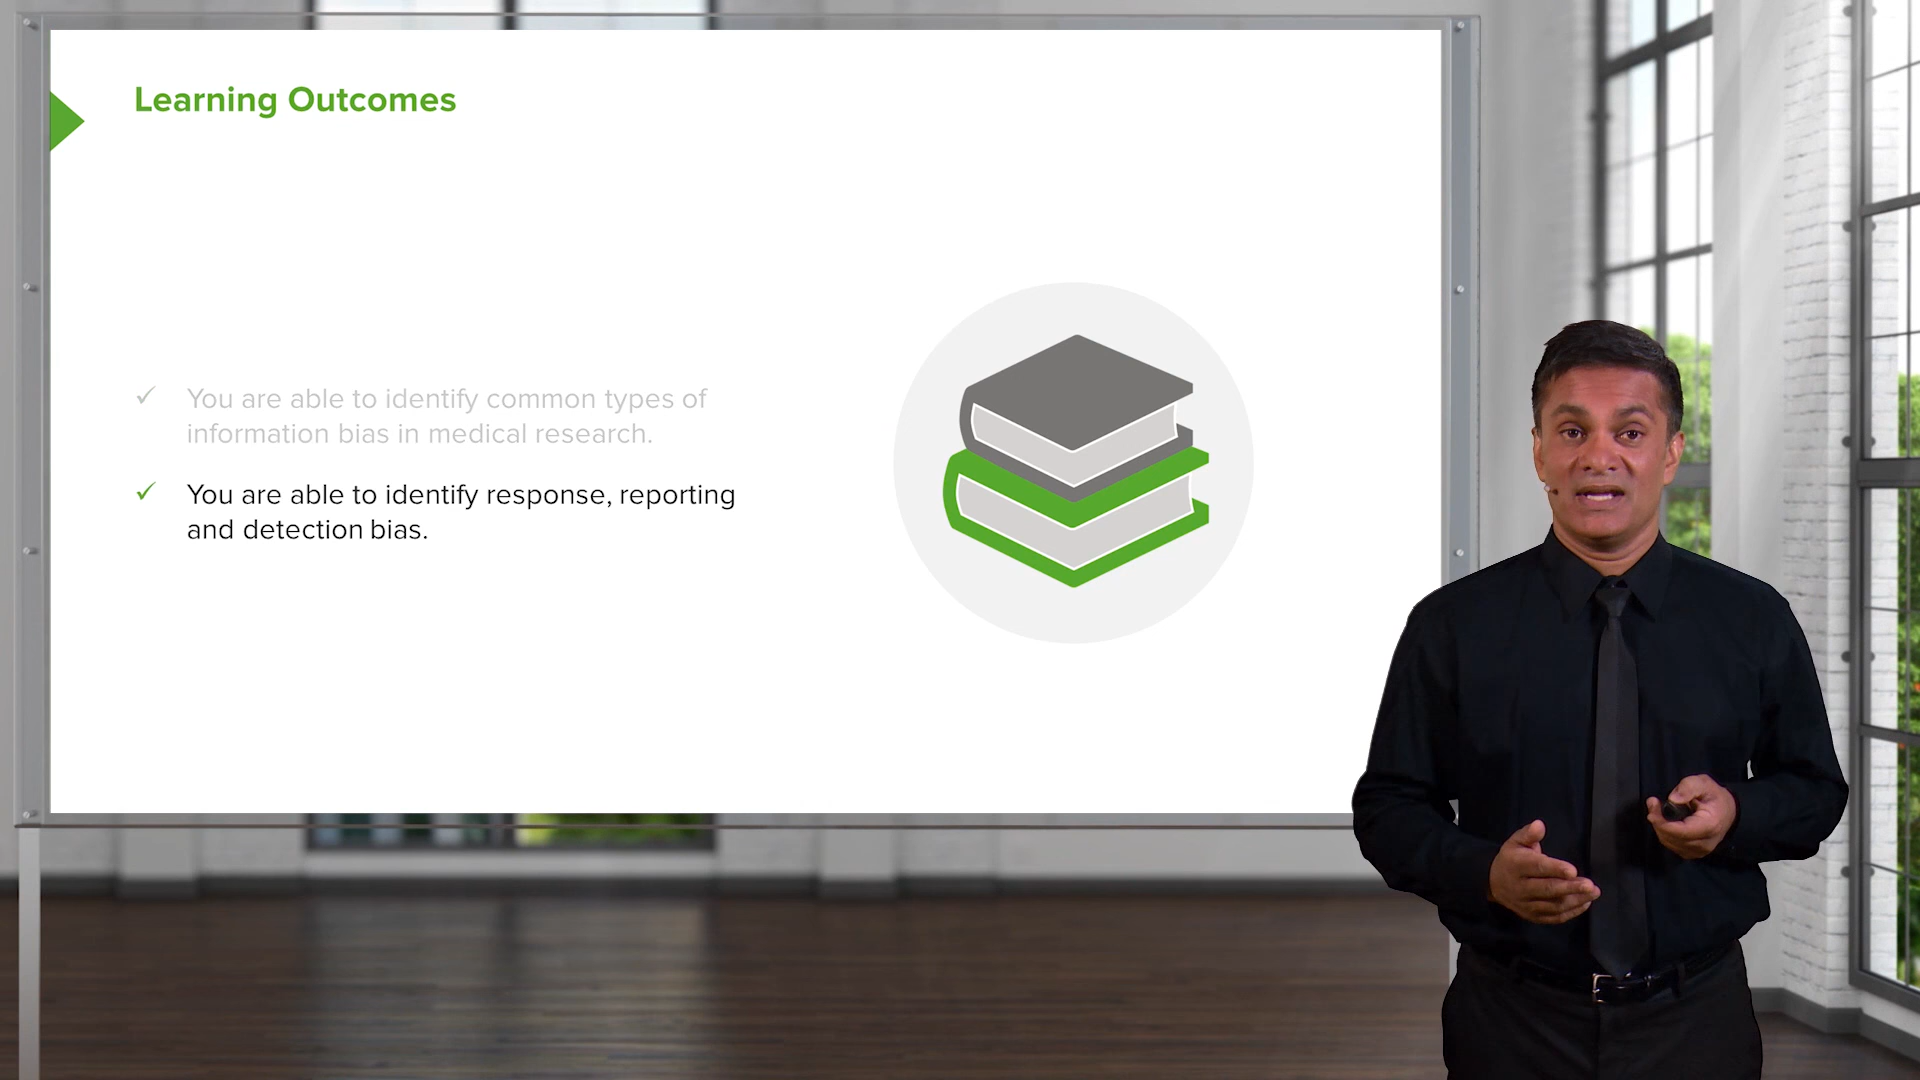 Learning Outcomes
You are able to identify common types of
information bias in medical research.
You are able to identify response, reporting
and detection bias.